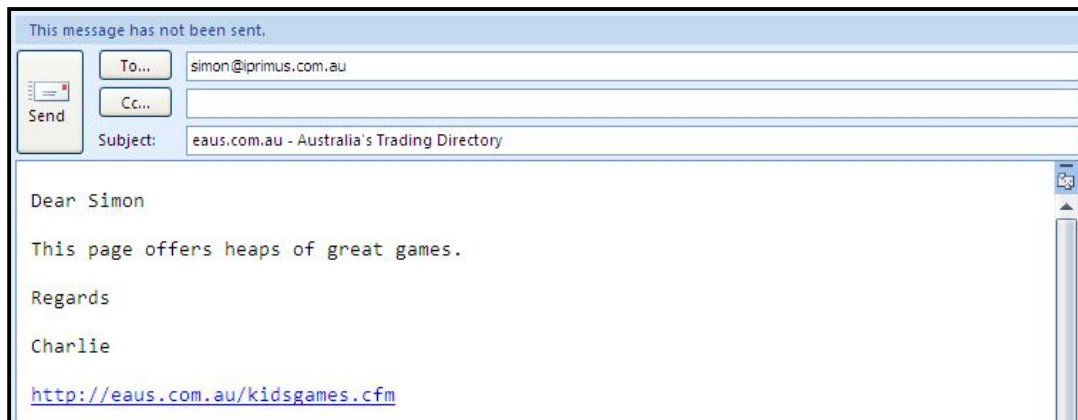 This message has not been sent.
To...
simon@iprimus.com.au
Cc...
Send
Subject:
eaus.com.au - Australia's Trading Directory
Dear Simon
This page offers heaps of great games.
Regards
Charlie
http://eaus.com.au/kidsgames.cfm